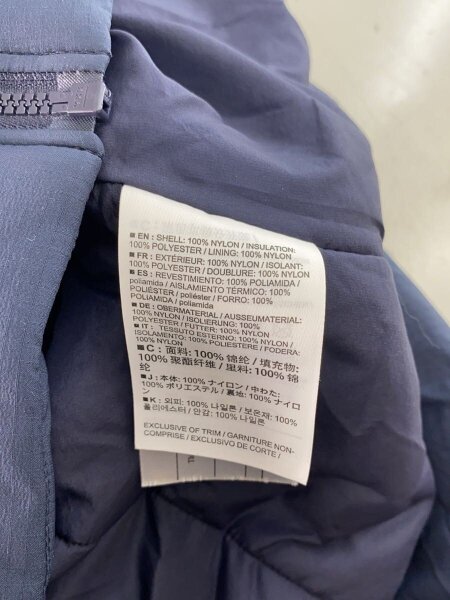 ■ EN : SHELL: 100% NYLON / INSULATION:
100% POLYESTER / LINING: 100% NYLON
■ FR : EXTÉRIEUR: 100% NYLON / ISOLANT:
100% POLYESTER / DOUBLURE: 100% NYLON
■ ES : REVESTIMIENTO: 100% POLIAMIDA /
poliamida / AISLAMIENTO TÉRMICO: 100%
POLIÉSTER / poliéster / FORRO: 100%
POLIAMIDA / poliamida
■ DE : OBERMATERIAL / AUSSEUMATERIAL:
100% NYLON / ISOLIERUNG: 100%
POLYESTER / FUTTER: 100% NYLON
■ IT : TESSUTO ESTERNO: 100% NYLON /
ISOLAMENTO: 100% POLIESTERE / FODERA:
100% NYLON
■ C : 面料: 100% 锦纶 / 填充物:
100% 聚酯纤维 / 里料: 100% 锦
纶
■ J : 本体: 100% ナイロン / 中わた:
100% ポリエステル / 裏地: 100% ナイロ
ン
■ K : 외피: 100% 나일론 / 보온재: 100%
폴리에스터 / 안감: 100% 나일론
EXCLUSIVE OF TRIM / GARNITURE NON-
COMPRISE / EXCLUSIVO DE CORTE /